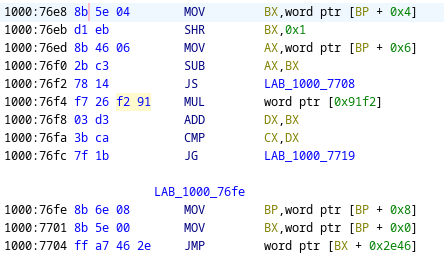 1000:76e8 8b 5e 04 MOV BX,word ptr [BP + 0x4]
1000:76eb d1 eb SHR BX,0x1
1000:76ed 8b 46 06 MOV AX,word ptr [BP + 0x6]
1000:76f0 2b c3 SUB AX,BX
1000:76f2 78 14 JS LAB_1000_7708
1000:76f4 f7 26 f2 91 MUL word ptr [0x91f2]
1000:76f8 03 d3 ADD DX,BX
1000:76fa 3b ca CMP CX,DX
1000:76fc 7f 1b JG LAB_1000_7719
LAB_1000_76fe
1000:76fe 8b 6e 08 MOV BP,word ptr [BP + 0x8]
1000:7701 8b 5e 00 MOV BX,word ptr [BP + 0x0]
1000:7704 ff a7 46 2e JMP word ptr [BX + 0x2e46]